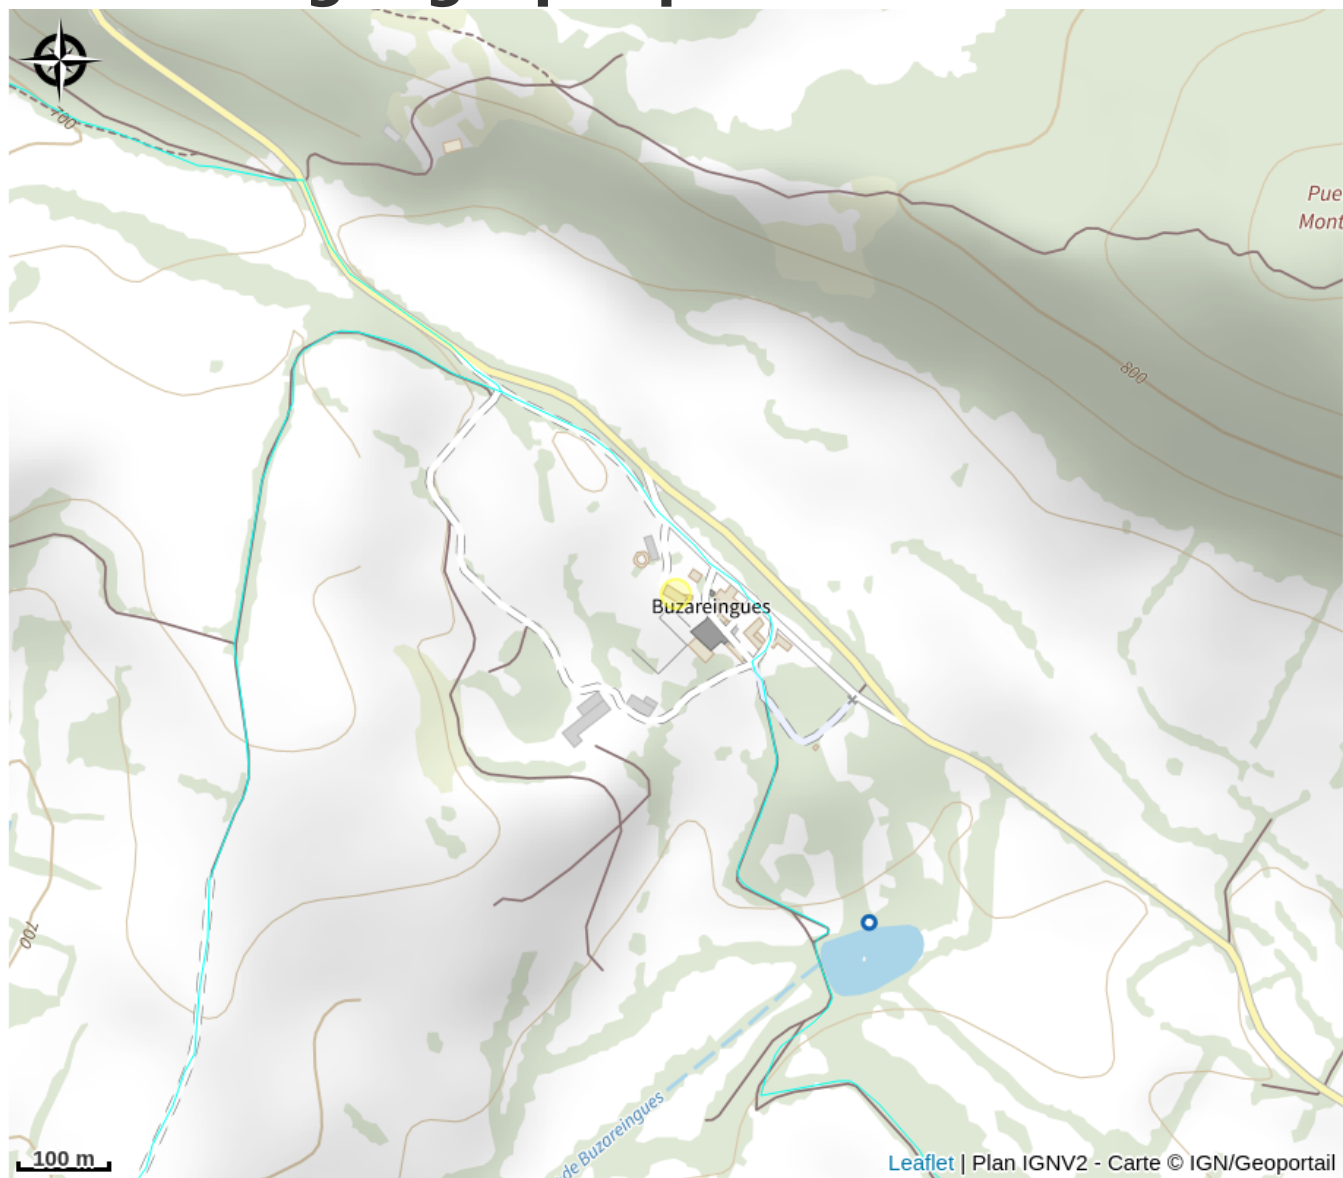 700
Pue
Mont
800
Buzareingues
700
de Buzareingues
100 m
Leaflet | Plan IGNV2 - Carte © IGN/Geoportail